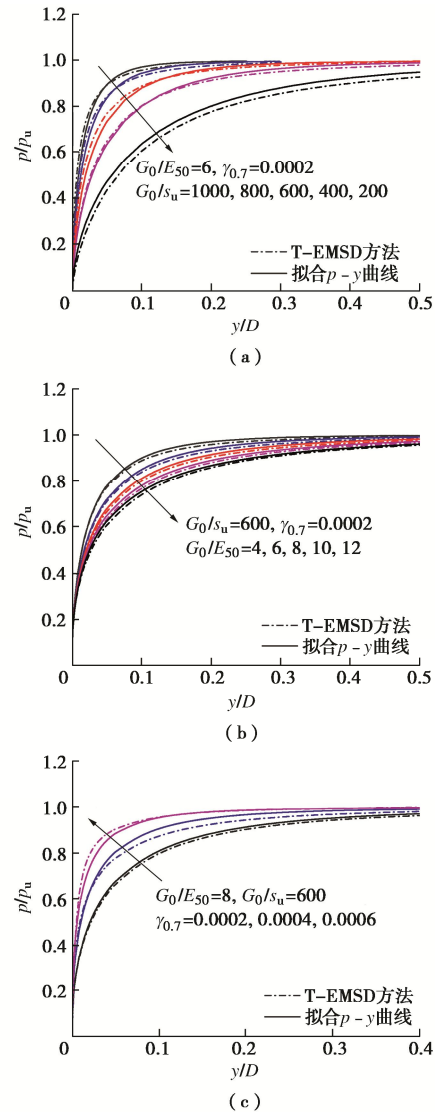 1.2
1.0
0.8
0.6
0.4
0.2
p/pu
G0/E50=6, γ0.7=0.0002
G0/su=1000, 800, 600, 400, 200
T-EMSD方法
拟合p－y曲线
0 0.1 0.2 0.3 0.4 0.5
y/D
（a）
1.2
1.0
0.8
0.6
0.4
0.2
p/pu
G0/su=600, γ0.7=0.0002
G0/E50=4, 6, 8, 10, 12
T-EMSD方法
拟合p－y曲线
0 0.1 0.2 0.3 0.4 0.5
y/D
（b）
1.2
1.0
0.8
0.6
0.4
0.2
p/pu
G0/E50=8, G0/su=600
γ0.7=0.0002, 0.0004, 0.0006
T-EMSD方法
拟合p－y曲线
0 0.1 0.2 0.3 0.4
y/D
（c）